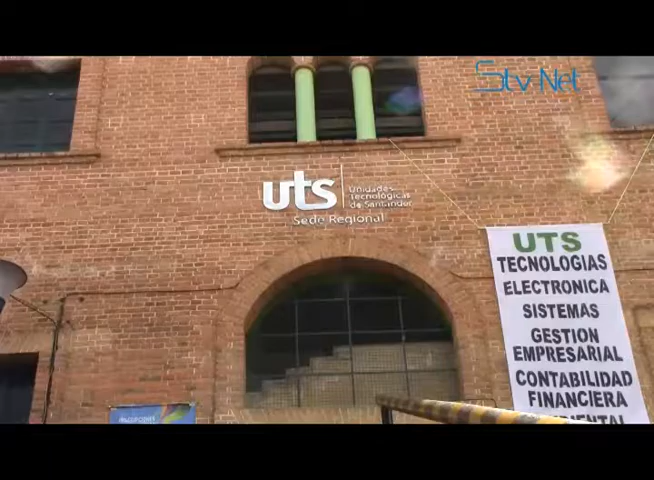 Stv Net
uts
Unidades
Tecnológicas
de Santander
Sede Regional
UTS
TECNOLOGIAS
ELECTRONICA
SISTEMAS
GESTION
EMPRESARIAL
CONTABILIDAD
FINANCIERA